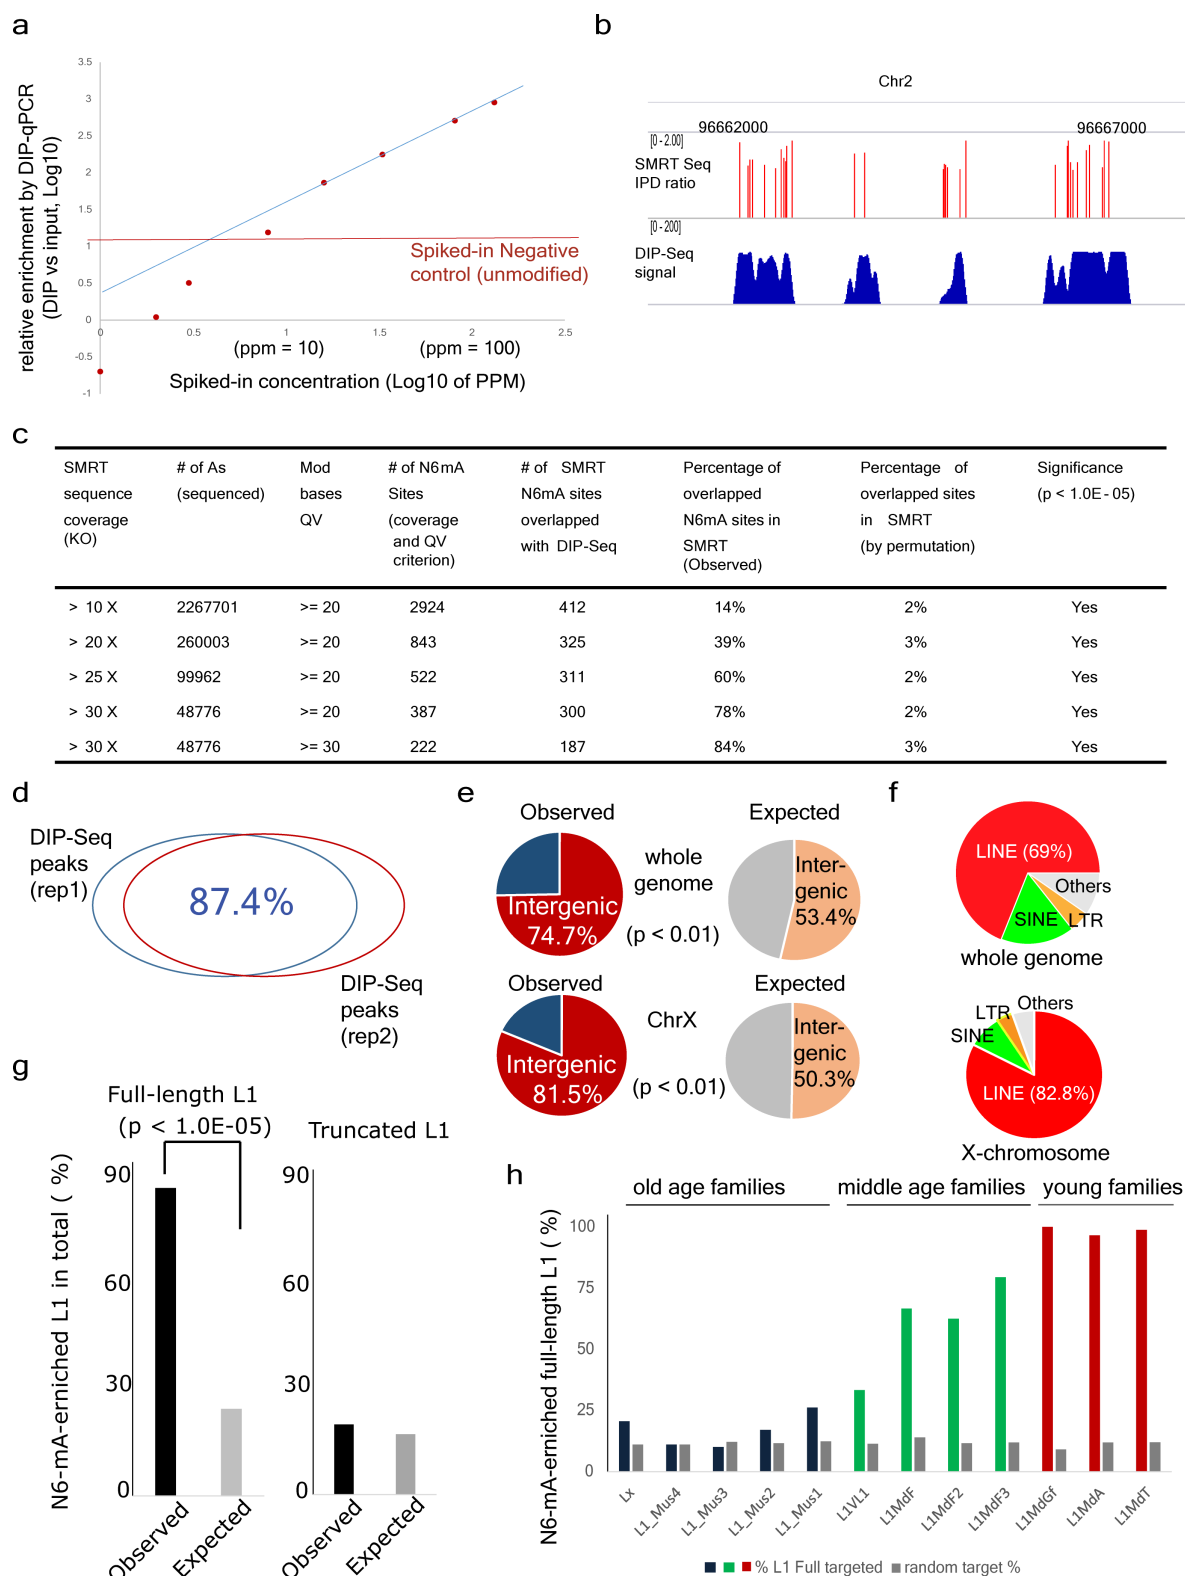 a
3.5
3
2.5
2
1.5
1
0.5
0
-0.5
-1
0
0.5
1
1.5
2
2.5
relative enrichment by DIP-qPCR
(DIP vs input, Log10)
Spiked-in Negative
control (unmodified)
(ppm = 10)
(ppm = 100)
Spiked-in concentration (Log10 of PPM)
b
Chr2
96662000
96667000
[0 - 2.00]
SMRT Seq
IPD ratio
[0 - 200]
DIP-Seq
signal
c
SMRT sequence coverage (KO) # of As (sequenced) Mod bases QV # of N6mA Sites (coverage and QV criterion) # of SMRT N6mA sites overlapped with DIP-Seq Percentage of overlapped N6mA sites in SMRT (Observed) Percentage of overlapped sites in SMRT (by permutation) Significance (p < 1.0E-05)
> 10 X 2267701 >= 20 2924 412 14% 2% Yes
> 20 X 260003 >= 20 843 325 39% 3% Yes
> 25 X 99962 >= 20 522 311 60% 2% Yes
> 30 X 48776 >= 20 387 300 78% 2% Yes
> 30 X 48776 >= 30 222 187 84% 3% Yes
d
DIP-Seq
peaks
(rep1)
87.4%
DIP-Seq
peaks
(rep2)
e
Observed
Intergenic
74.7%
whole
genome
(p < 0.01)
Expected
Inter-
genic
53.4%
Observed
Intergenic
81.5%
ChrX
(p < 0.01)
Expected
Inter-
genic
50.3%
f
LINE (69%)
Others
SINE
LTR
whole genome
Others
LTR
SINE
LINE (82.8%)
X-chromosome
g
Full-length L1
(p < 1.0E-05)
Truncated L1
N6-mA-erniched L1 in total ( %)
90
60
30
0
Observed
Expected
90
60
30
0
Observed
Expected
h
old age families
middle age families
young families
N6-mA-erniched full-length L1 ( %)
100
75
50
25
0
Lx
L1_Mus4
L1_Mus3
L1_Mus2
L1_Mus1
L1VL1
L1MdF
L1MdF2
L1MdF3
L1MdGf
L1MdA
L1MdT
% L1 Full targeted
random target %